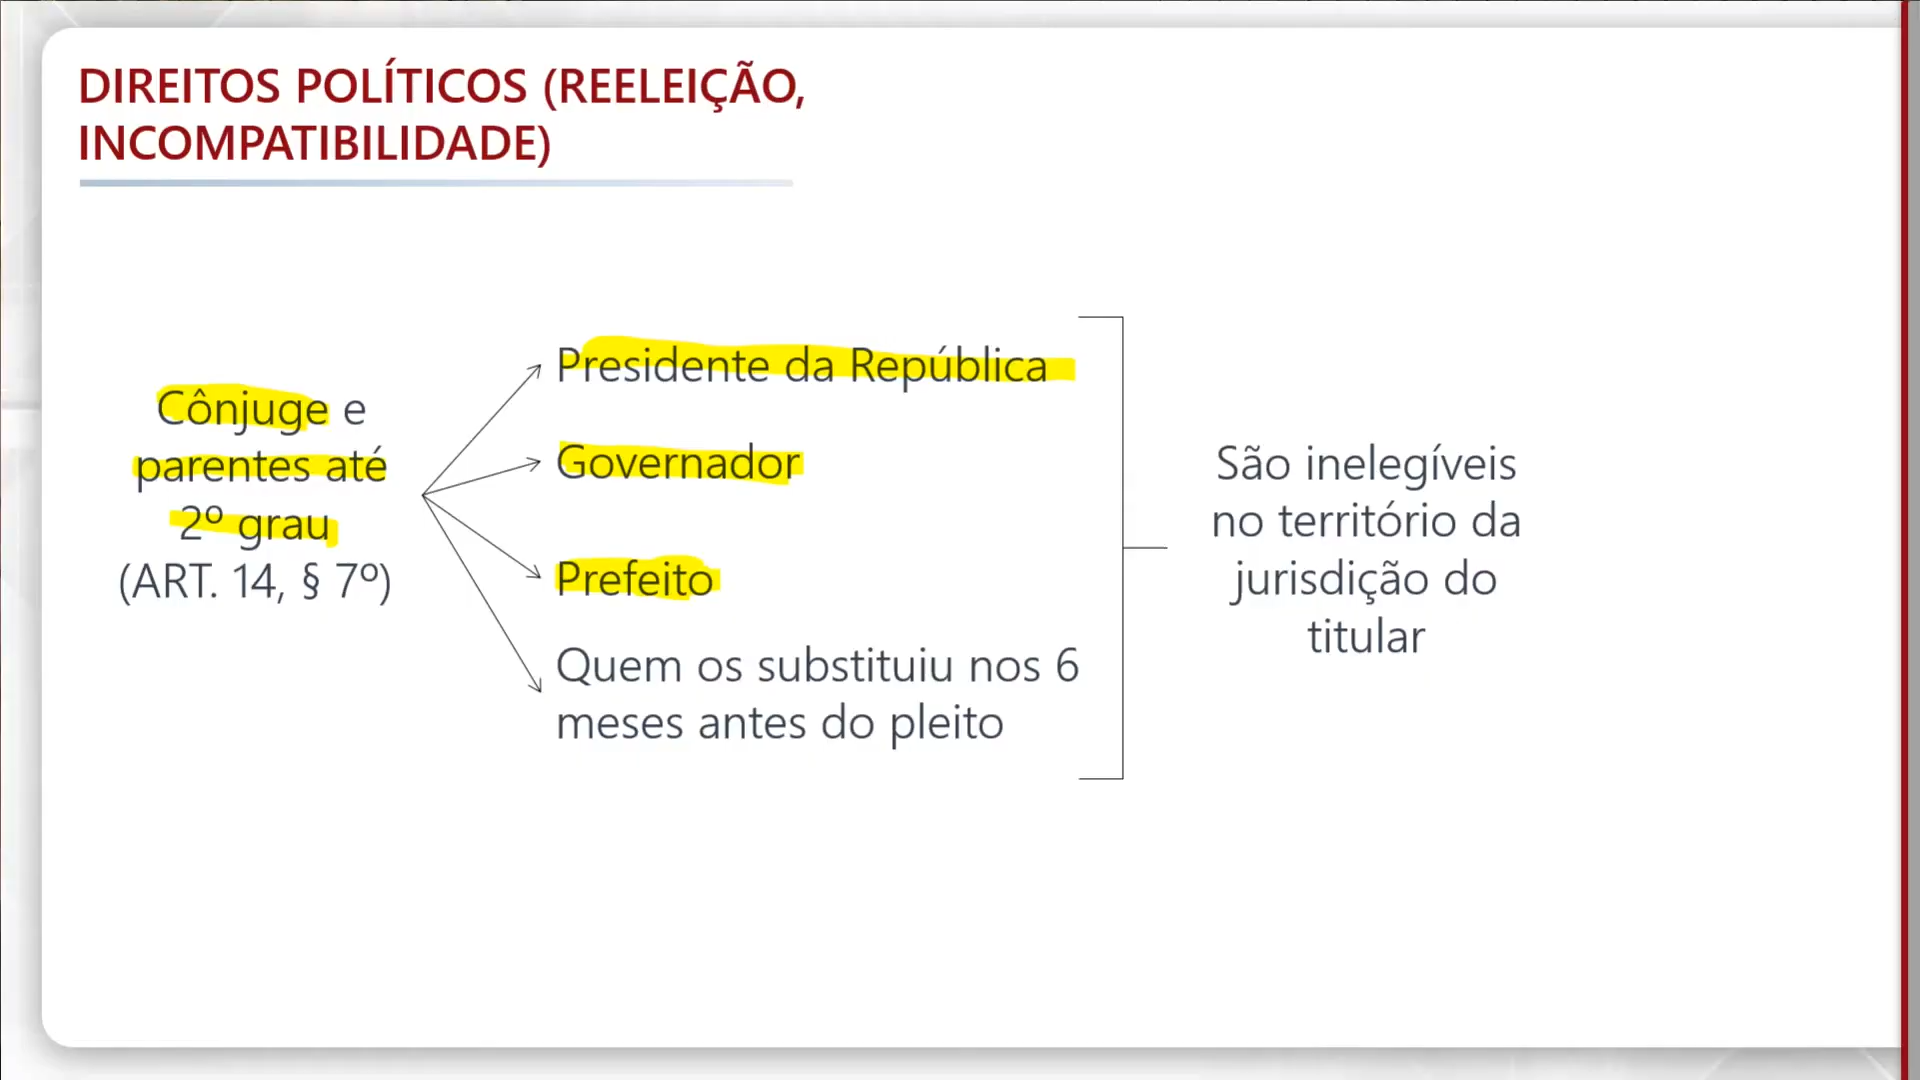 DIREITOS POLÍTICOS (REELEIÇÃO,
INCOMPATIBILIDADE)
Cônjuge e
parentes até
2º grau
(ART. 14, § 7º)
Presidente da República
Governador
Prefeito
Quem os substituiu nos 6
meses antes do pleito
São inelegíveis
no território da
jurisdição do
titular